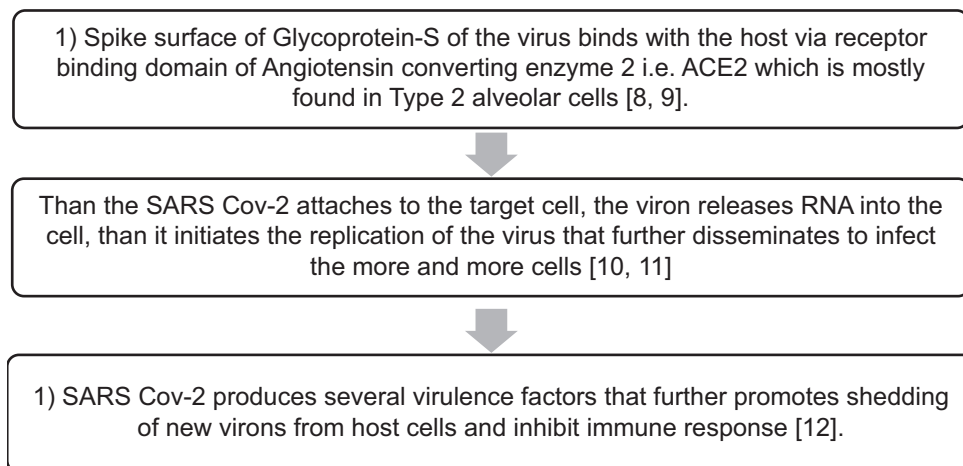 1) Spike surface of Glycoprotein-S of the virus binds with the host via receptor
binding domain of Angiotensin converting enzyme 2 i.e. ACE2 which is mostly
found in Type 2 alveolar cells [8, 9].
Than the SARS Cov-2 attaches to the target cell, the viron releases RNA into the
cell, than it initiates the replication of the virus that further disseminates to infect
the more and more cells [10, 11]
1) SARS Cov-2 produces several virulence factors that further promotes shedding
of new virons from host cells and inhibit immune response [12].